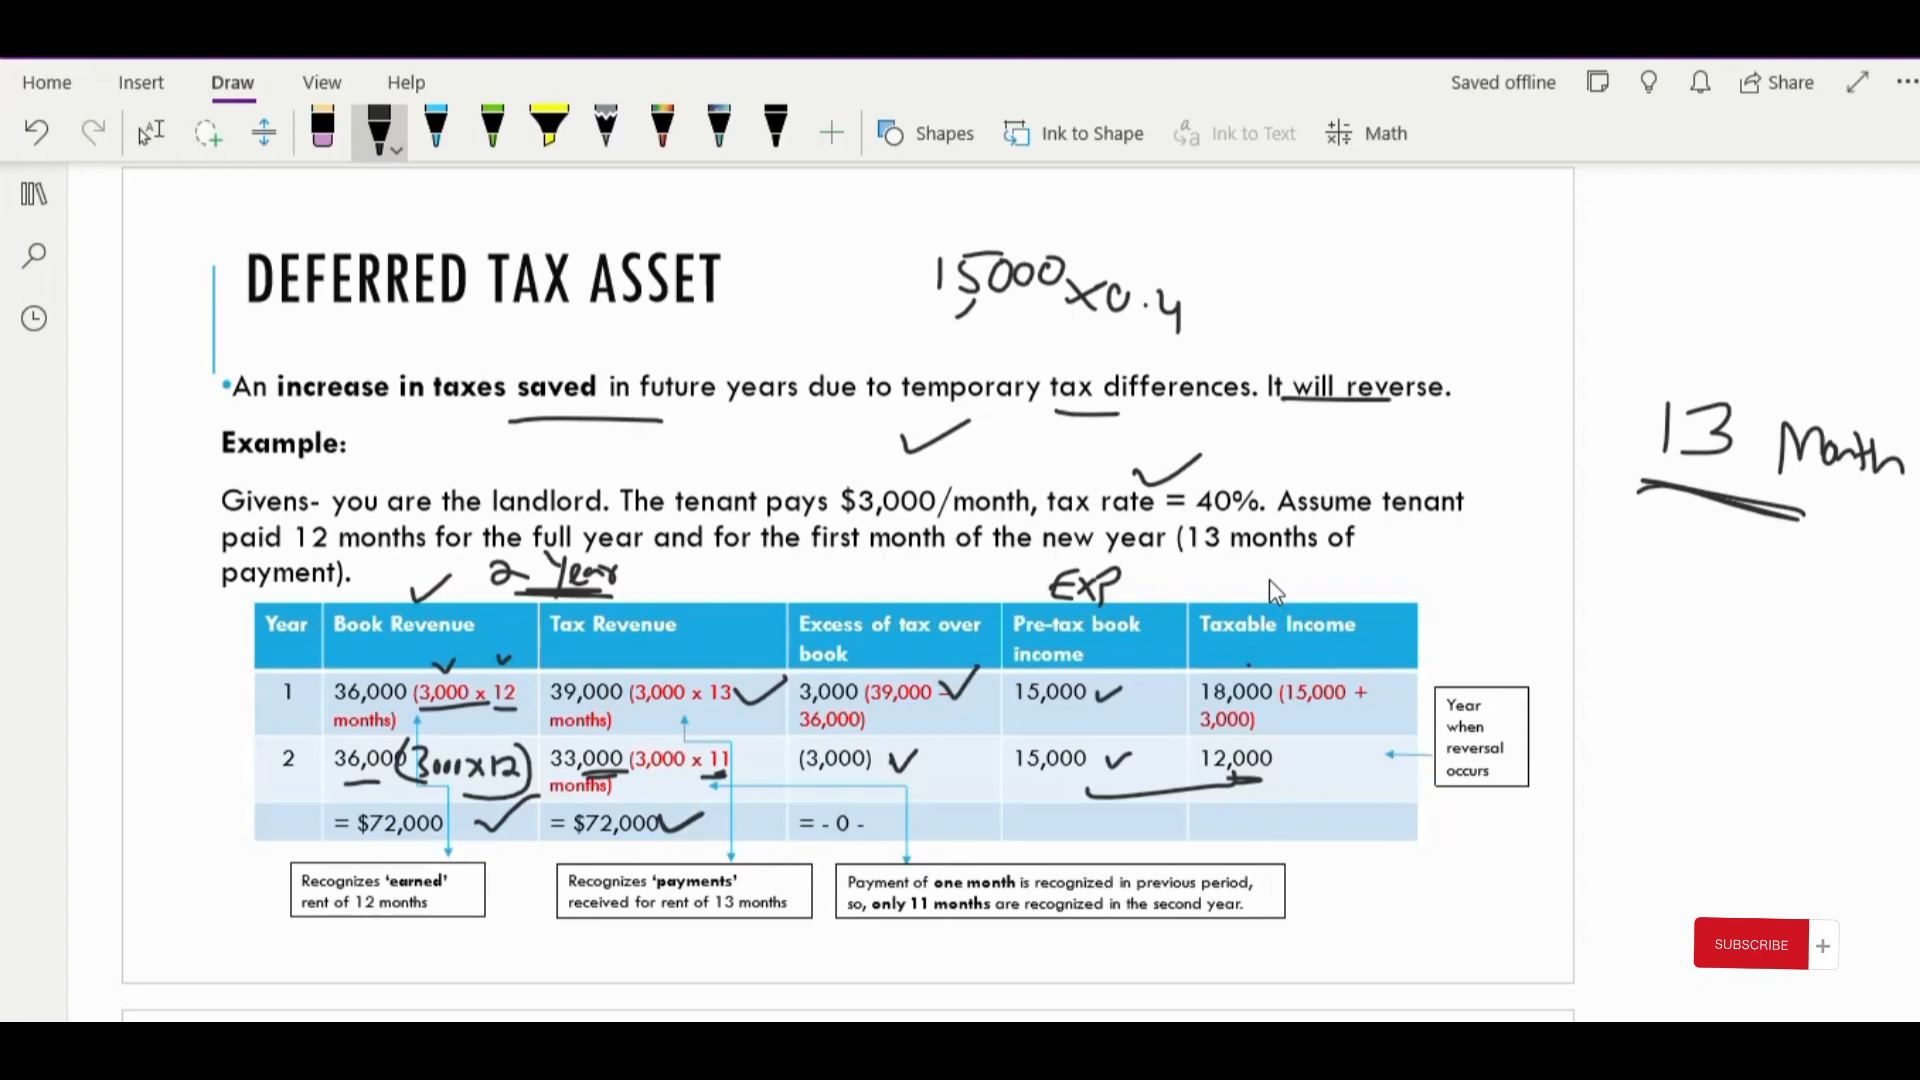 Home Insert Draw View Help Saved offline Share
Shapes Ink to Shape Ink to Text Math
DEFERRED TAX ASSET
15,000 x 0.4
•An increase in taxes saved in future years due to temporary tax differences. It will reverse.
13 Month
Example:
Givens- you are the landlord. The tenant pays $3,000/month, tax rate = 40%. Assume tenant
paid 12 months for the full year and for the first month of the new year (13 months of
payment).
2 Year
EXP
Year Book Revenue Tax Revenue Excess of tax over book Pre-tax book income Taxable Income
1 36,000 (3,000 x 12 months) 39,000 (3,000 x 13 months) 3,000 (39,000 – 36,000) 15,000 18,000 (15,000 + 3,000)
2 36,000 (3000 x 12) 33,000 (3,000 x 11 months) (3,000) 15,000 12,000
= $72,000 = $72,000 = - 0 -
Year
when
reversal
occurs
Recognizes ‘earned’
rent of 12 months
Recognizes ‘payments’
received for rent of 13 months
Payment of one month is recognized in previous period,
so, only 11 months are recognized in the second year.
SUBSCRIBE